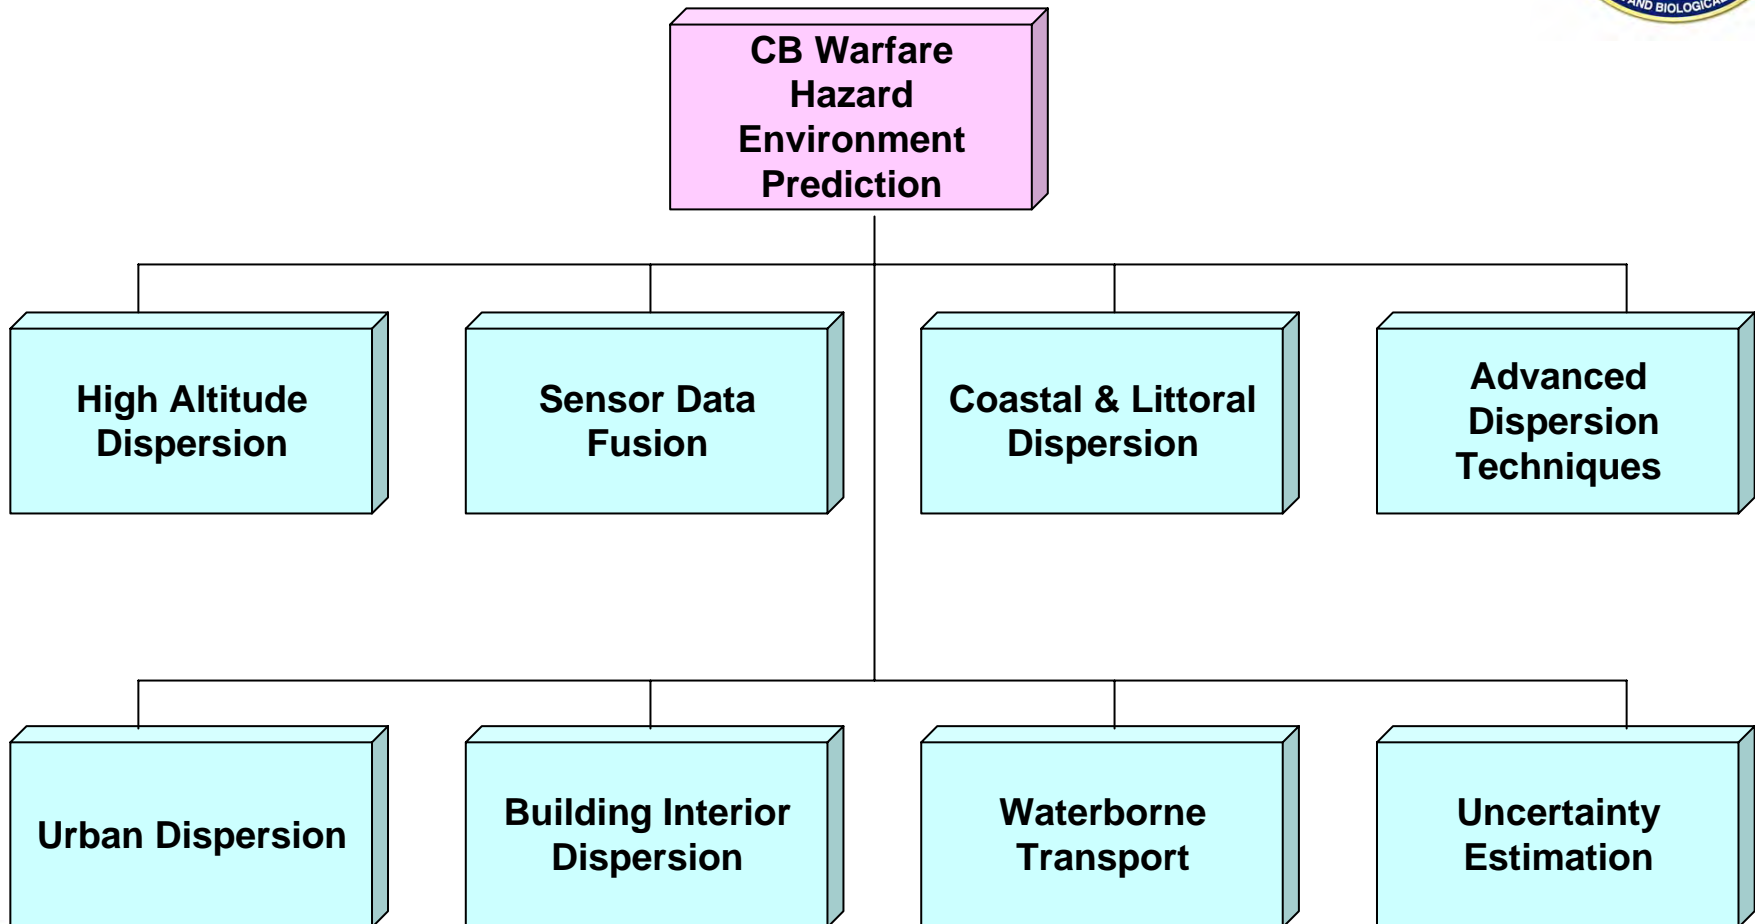 AND BIOLOGICAL
CB Warfare
Hazard
Environment
Prediction
High Altitude
Dispersion
Sensor Data
Fusion
Coastal & Littoral
Dispersion
Advanced
Dispersion
Techniques
Urban Dispersion
Building Interior
Dispersion
Waterborne
Transport
Uncertainty
Estimation